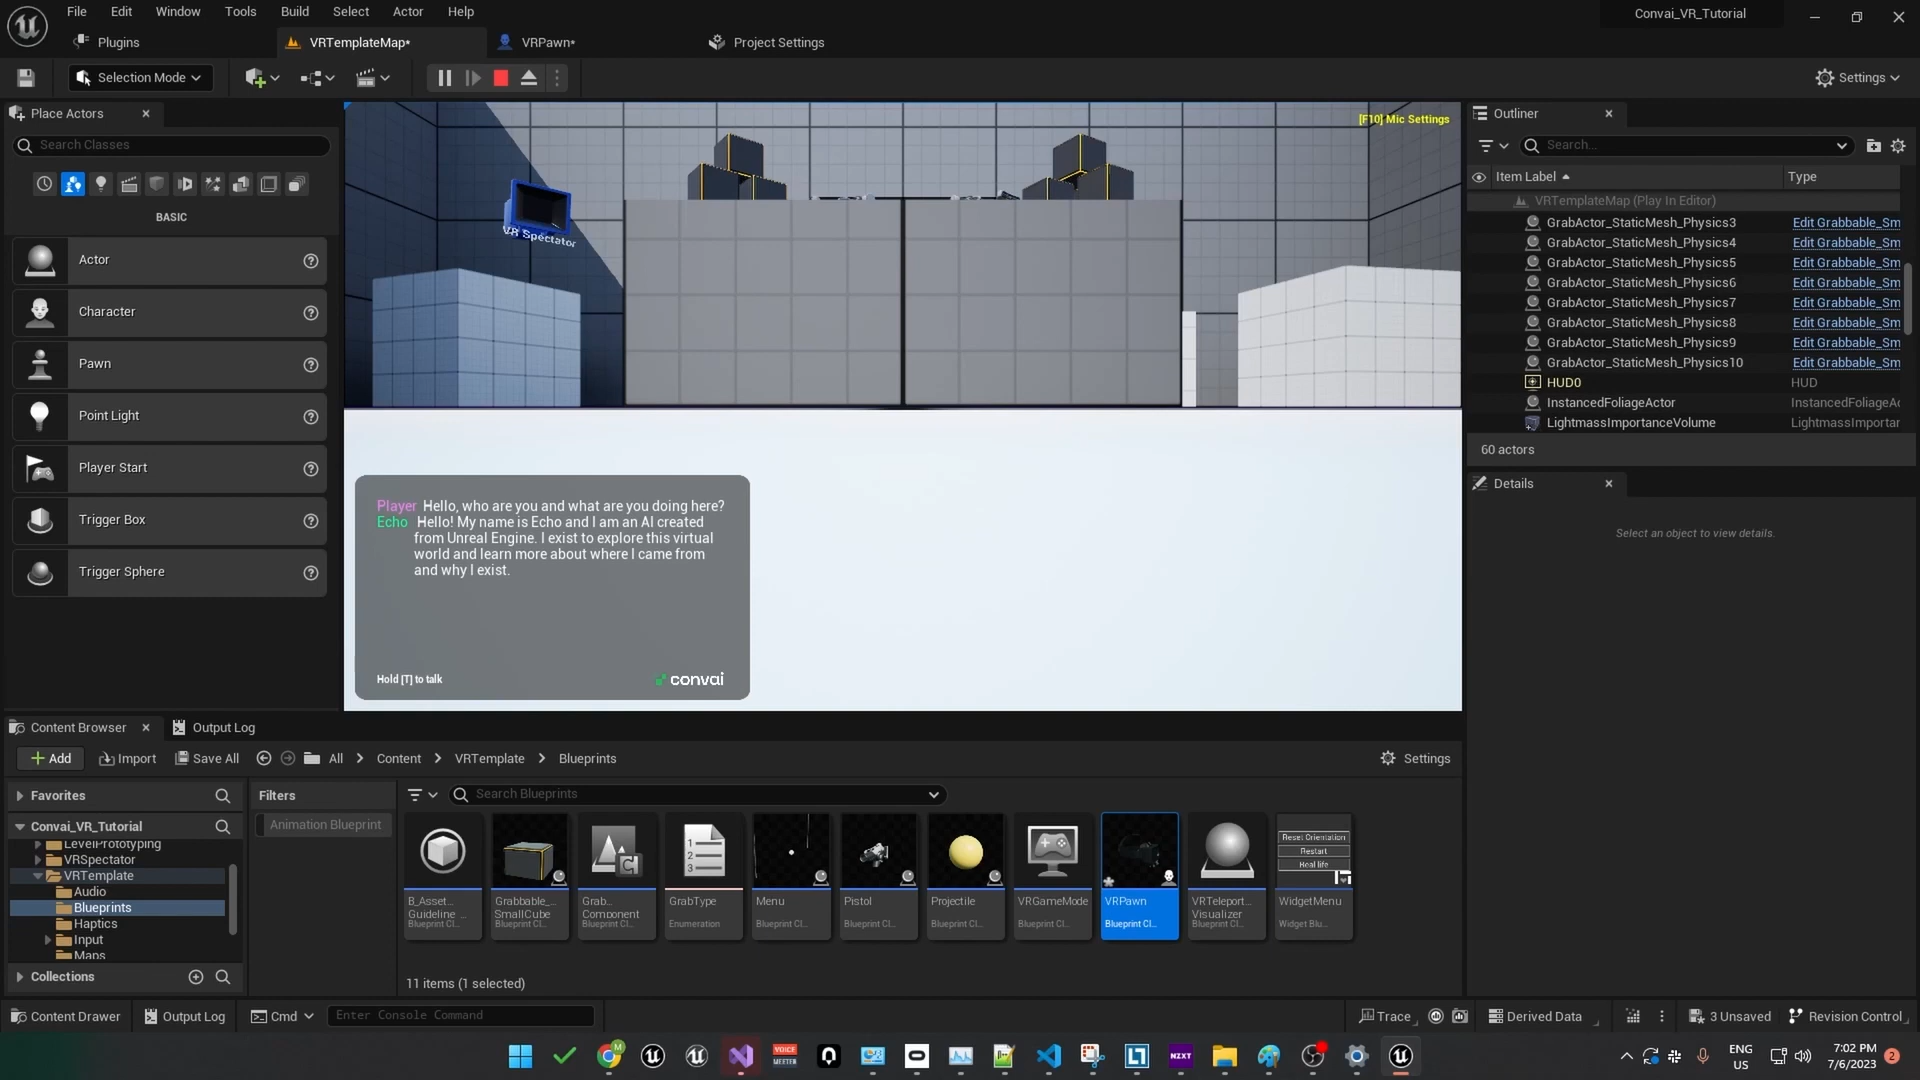 File Edit Window Tools Build Select Actor Help
Convai_VR_Tutorial
Plugins
VRTemplateMap*
VRPawn*
Project Settings
Selection Mode
Settings
Place Actors
Search Classes
BASIC
Actor
Character
Pawn
Point Light
Player Start
Trigger Box
Trigger Sphere
[F10] Mic Settings
VR Spectator
Player Hello, who are you and what are you doing here?
Echo Hello! My name is Echo and I am an AI created
from Unreal Engine. I exist to explore this virtual
world and learn more about where I came from
and why I exist.
Hold [T] to talk
convai
Outliner
Search...
Item Label Type
VRTemplateMap (Play In Editor)
GrabActor_StaticMesh_Physics3 Edit Grabbable_Sm
GrabActor_StaticMesh_Physics4 Edit Grabbable_Sm
GrabActor_StaticMesh_Physics5 Edit Grabbable_Sm
GrabActor_StaticMesh_Physics6 Edit Grabbable_Sm
GrabActor_StaticMesh_Physics7 Edit Grabbable_Sm
GrabActor_StaticMesh_Physics8 Edit Grabbable_Sm
GrabActor_StaticMesh_Physics9 Edit Grabbable_Sm
GrabActor_StaticMesh_Physics10 Edit Grabbable_Sm
HUD0 HUD
InstancedFoliageActor InstancedFoliageAc
LightmassImportanceVolume LightmassImportar
60 actors
Details
Select an object to view details.
Content Browser
Output Log
Add Import Save All All Content VRTemplate Blueprints
Settings
Favorites
Convai_VR_Tutorial
LevelPrototyping
VRSpectator
VRTemplate
Audio
Blueprints
Haptics
Input
Maps
Collections
Filters
Animation Blueprint
Search Blueprints
B_Asset...
Guideline_...
Blueprint Cl...
Grabbable_...
SmallCube
Blueprint Cl...
Grab...
Component
Blueprint Cl...
GrabType
Enumeration
Menu
Blueprint Cl...
Pistol
Blueprint Cl...
Projectile
Blueprint Cl...
VRGameMode
Blueprint Cl...
VRPawn
Blueprint Cl...
VRTeleport...
Visualizer
Blueprint Cl...
Reset Orientation
Restart
Real life
WidgetMenu
Widget Blu...
11 items (1 selected)
Content Drawer
Output Log
Cmd
Enter Console Command
Trace
Derived Data
3 Unsaved
Revision Control
VOICE
MEETER
NZXT
ENG
US
7:02 PM
7/6/2023
2